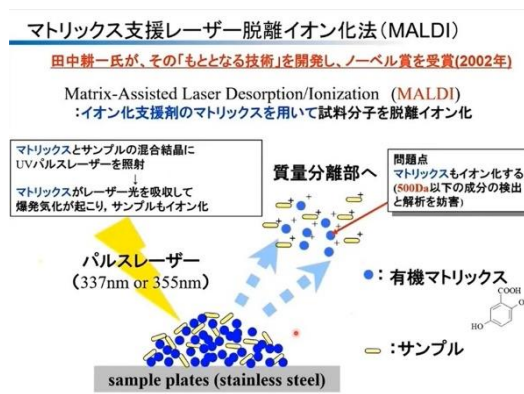 マトリックス支援レーザー脱離イオン化法(MALDI)
田中耕一氏が、その「もととなる技術」を開発し、ノーベル賞を受賞(2002年)
Matrix-Assisted Laser Desorption/Ionization (MALDI)
:イオン化支援剤のマトリックスを用いて試料分子を脱離イオン化
マトリックスとサンプルの混合結晶に
UVパルスレーザーを照射
↓
マトリックスがレーザー光を吸収して
爆発気化が起こり, サンプルもイオン化
質量分離部へ
問題点
マトリックスもイオン化する
(500Da以下の成分の検出
と解析を妨害)
パルスレーザー
(337nm or 355nm)
:有機マトリックス
COOH
HO
:サンプル
sample plates (stainless steel)